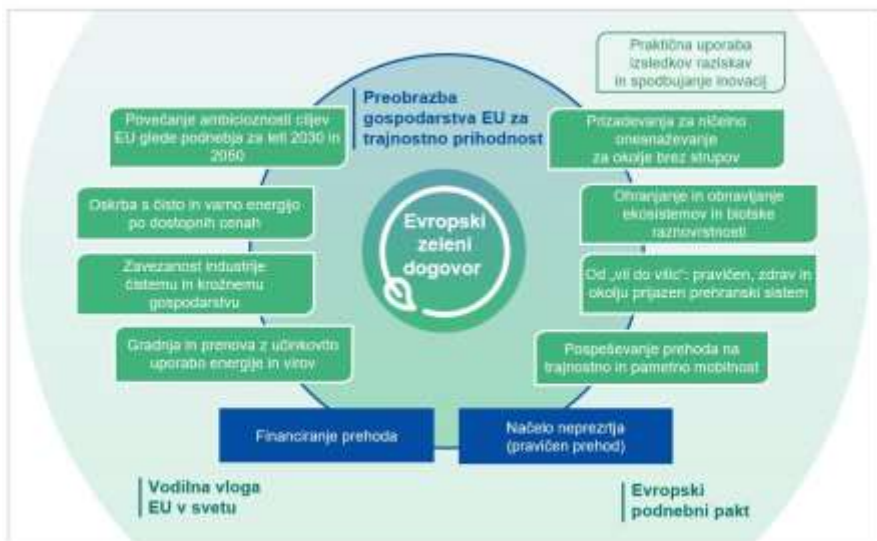 Praktična uporaba
izsledkov raziskav
in spodbujanje inovacij
Preobrazba
gospodarstva EU za
trajnostno prihodnost
Povečanje ambicioznosti ciljev
EU glede podnebja za leti 2030 in
2050
Prizadevanja za ničelno
onesnaževanje
za okolje brez strupov
Oskrba s čisto in varno energijo
po dostopnih cenah
Ohranjanje in obnavljanje
ekosistemov in biotske
raznovrstnosti
Evropski
zeleni
dogovor
Zavezanost industrije
čistemu in krožnemu
gospodarstvu
Od „vil do vilic“: pravičen, zdrav in
okolju prijazen prehranski sistem
Gradnja in prenova z učinkovito
uporabo energije in virov
Pospeševanje prehoda na
trajnostno in pametno mobilnost
Financiranje prehoda
Načelo neprezrtja
(pravičen prehod)
Vodilna vloga
EU v svetu
Evropski
podnebni pakt